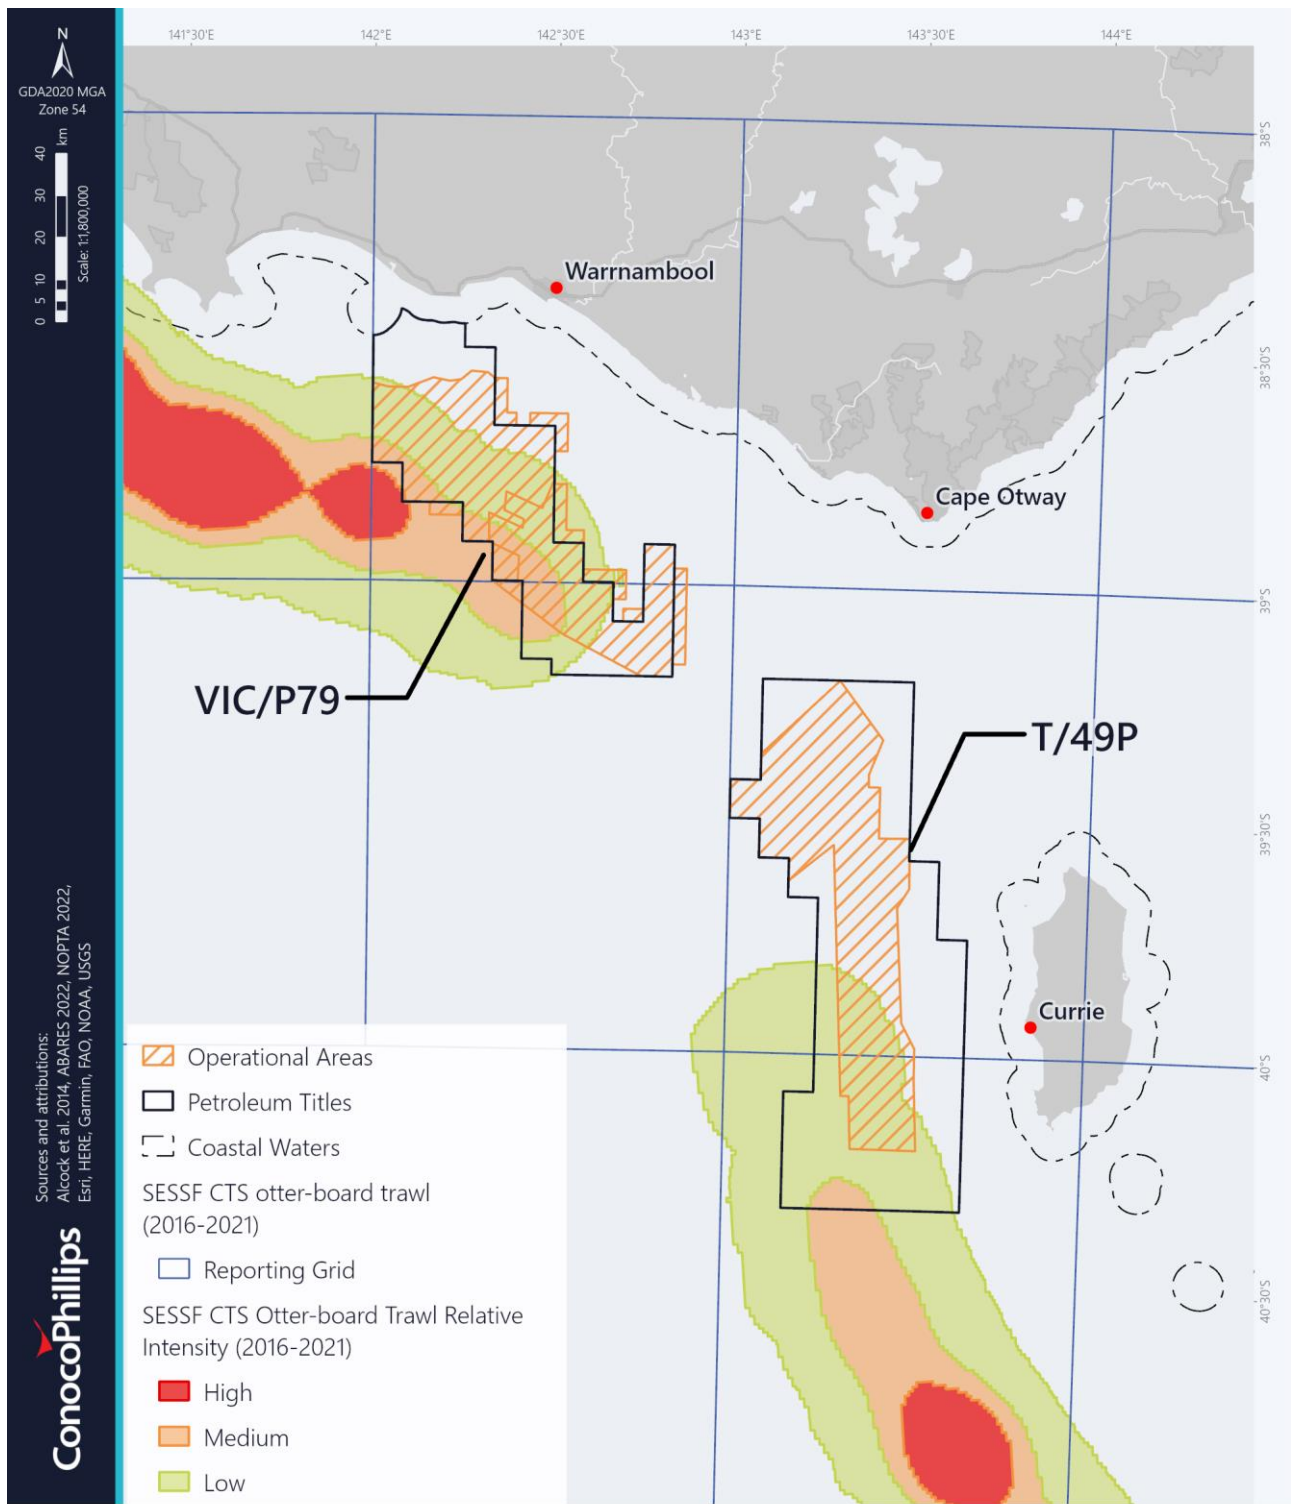 141°30'E
142°E
142°30'E
143°E
143°30'E
144°E
N
GDA2020 MGA
Zone 54
km
40
30
20
10
5
0
Scale: 1:1,800,000
38°S
38°30'S
39°S
39°30'S
40°S
40°30'S
Warrnambool
Cape Otway
VIC/P79
T/49P
Currie
Operational Areas
Petroleum Titles
Coastal Waters
SESSF CTS otter-board trawl
(2016-2021)
Reporting Grid
SESSF CTS Otter-board Trawl Relative
Intensity (2016-2021)
High
Medium
Low
Sources and attributions:
Alcock et al. 2014, ABARES 2022, NOPTA 2022,
Esri, HERE, Garmin, FAO, NOAA, USGS
ConocoPhillips